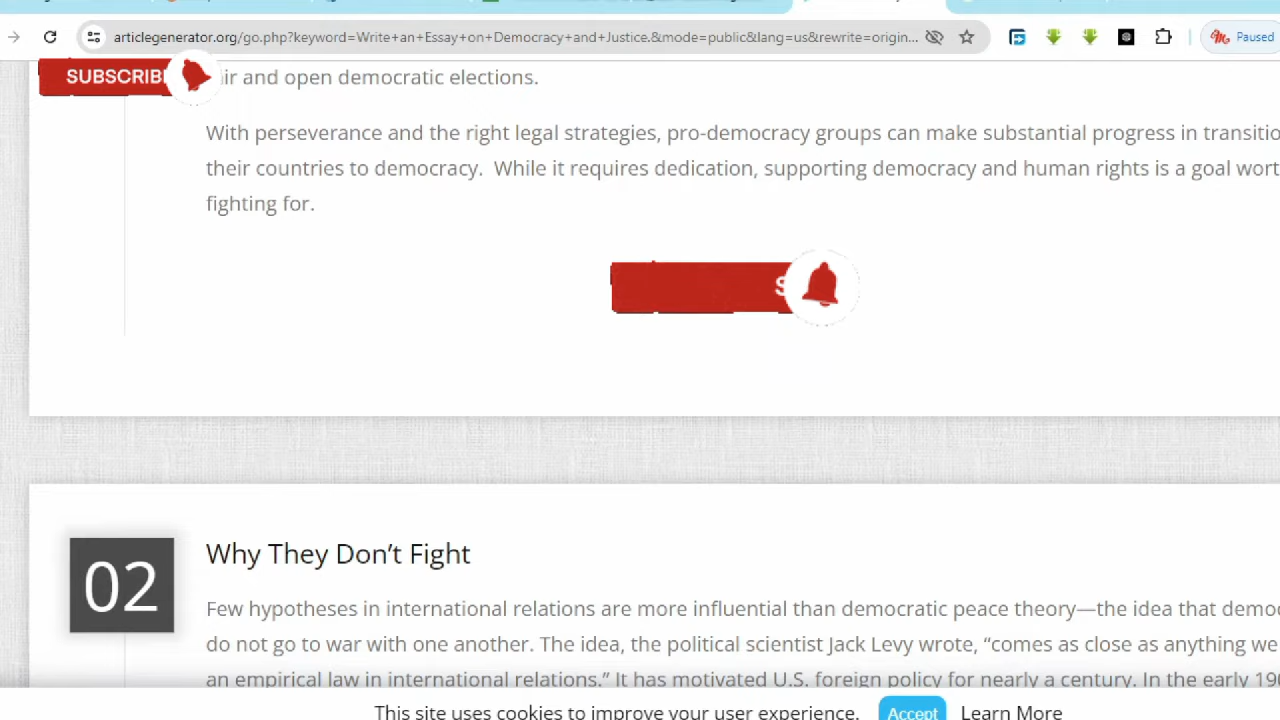 articlegenerator.org/go.php?keyword=Write+an+Essay+on+Democracy+and+Justice.&mode=public&lang=us&rewrite=origin...
Paused
SUBSCRIB
ir and open democratic elections.
With perseverance and the right legal strategies, pro-democracy groups can make substantial progress in transitio
their countries to democracy. While it requires dedication, supporting democracy and human rights is a goal wort
fighting for.
S
02
Why They Don’t Fight
Few hypotheses in international relations are more influential than democratic peace theory—the idea that demo
do not go to war with one another. The idea, the political scientist Jack Levy wrote, “comes as close as anything we
an empirical law in international relations.” It has motivated U.S. foreign policy for nearly a century. In the early 19
This site uses cookies to improve your user experience. Accept Learn More